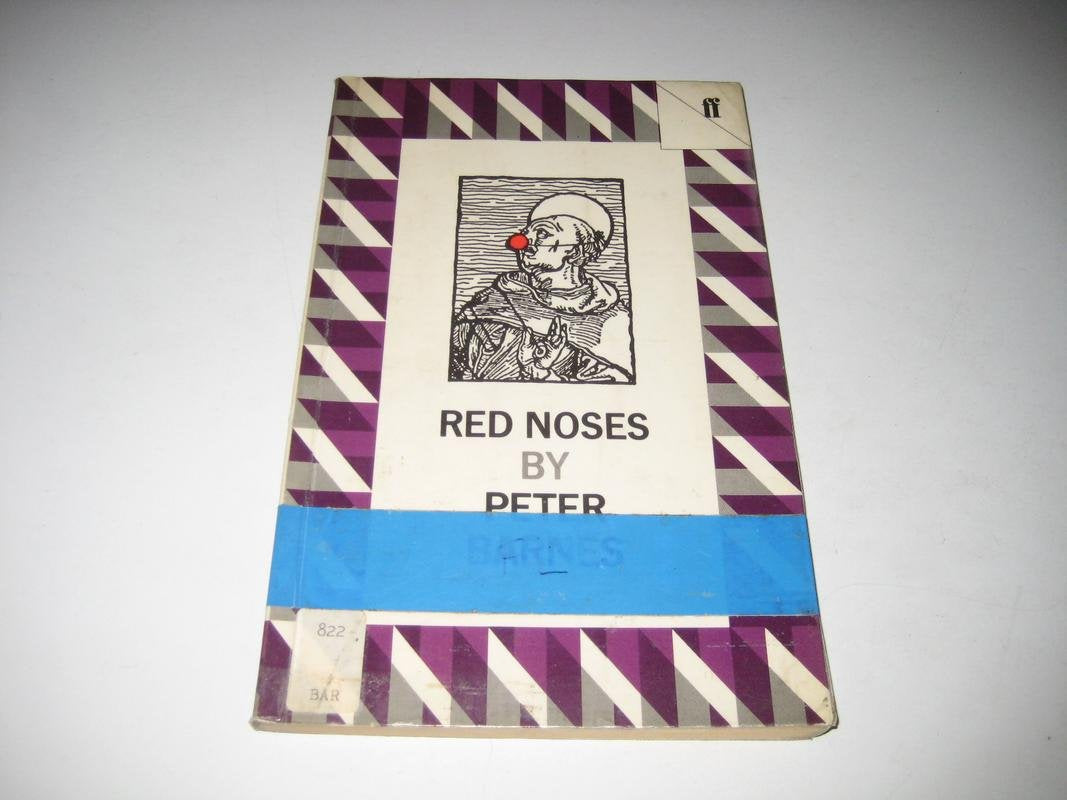 ff
RED NOSES
BY
PETER
BARNES
822
BAR